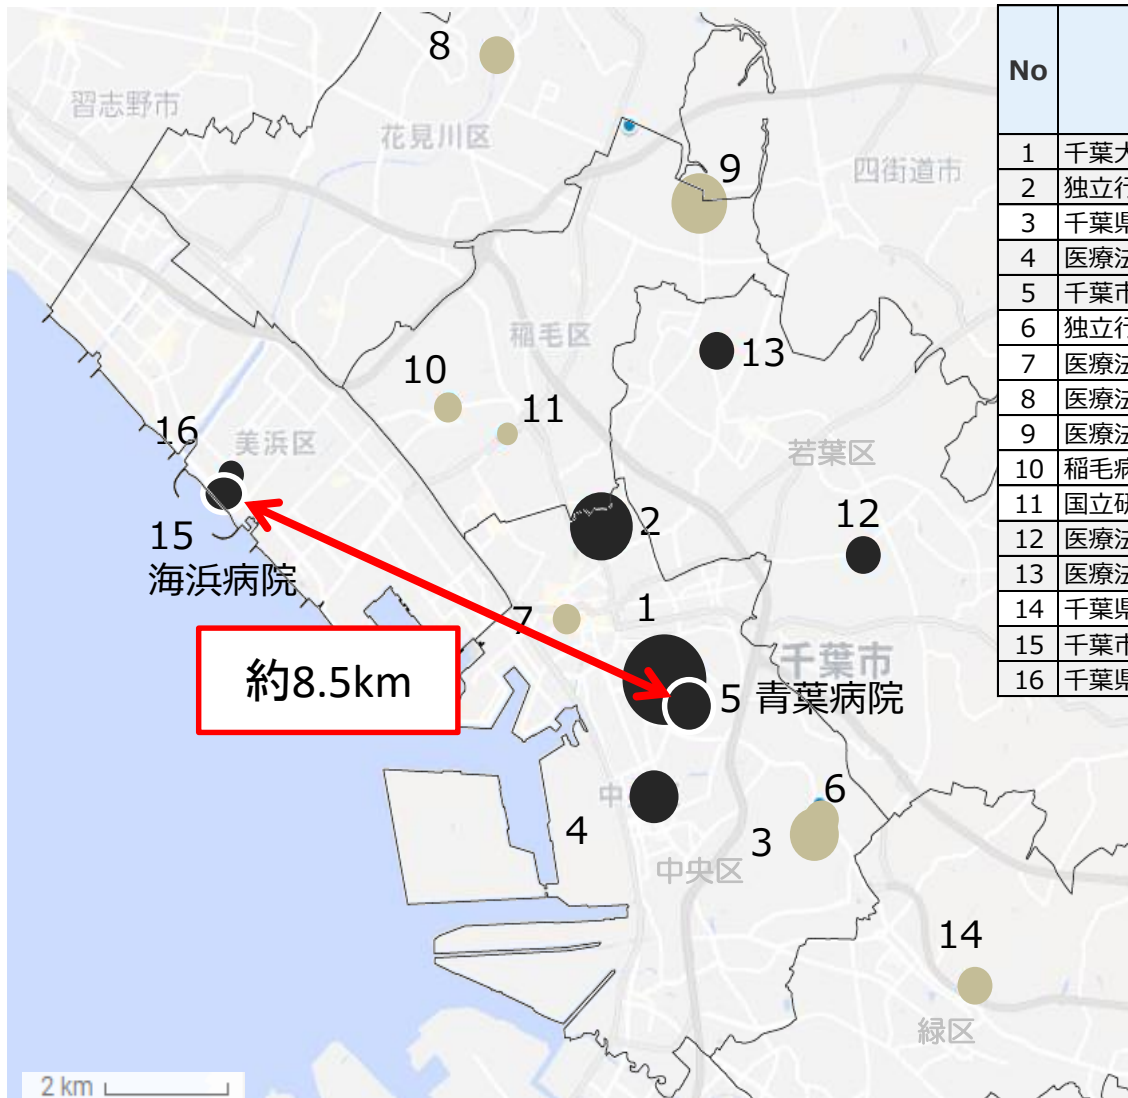 8
習志野市
花見川区
9
四街道市
稲毛区
13
10
11
若葉区
16
美浜区
12
2
15
海浜病院
7
1
千葉市
約8.5km
5 青葉病院
6
中
4
3
中央区
14
緑区
2 km
No
1 千葉大
2 独立行
3 千葉県
4 医療法
5 千葉市
6 独立行
7 医療法
8 医療法
9 医療法
10 稲毛病
11 国立研
12 医療法
13 医療法
14 千葉県
15 千葉市
16 千葉県